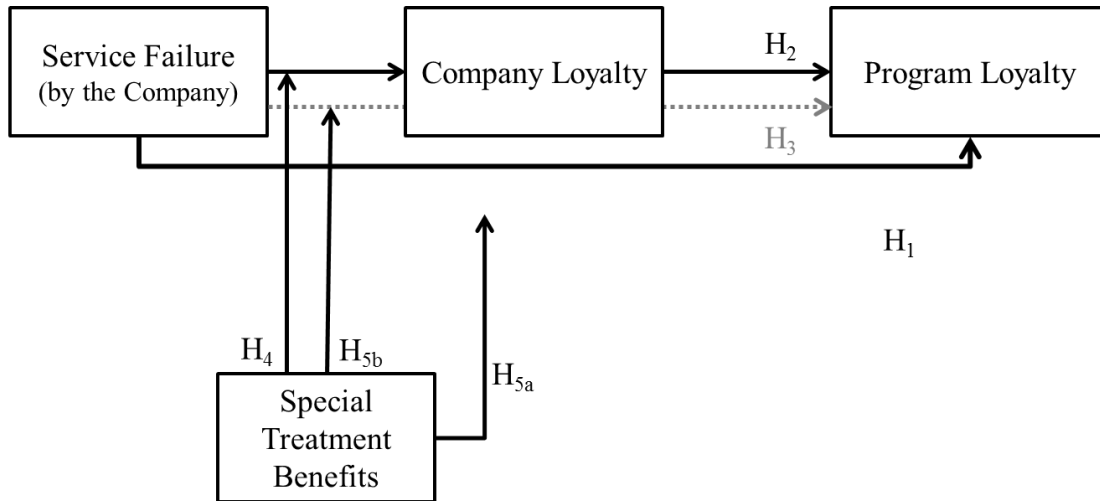 Service Failure
(by the Company)
Company Loyalty
H₂
Program Loyalty
H₃
H₁
H₄
H₅b
H₅a
Special
Treatment
Benefits